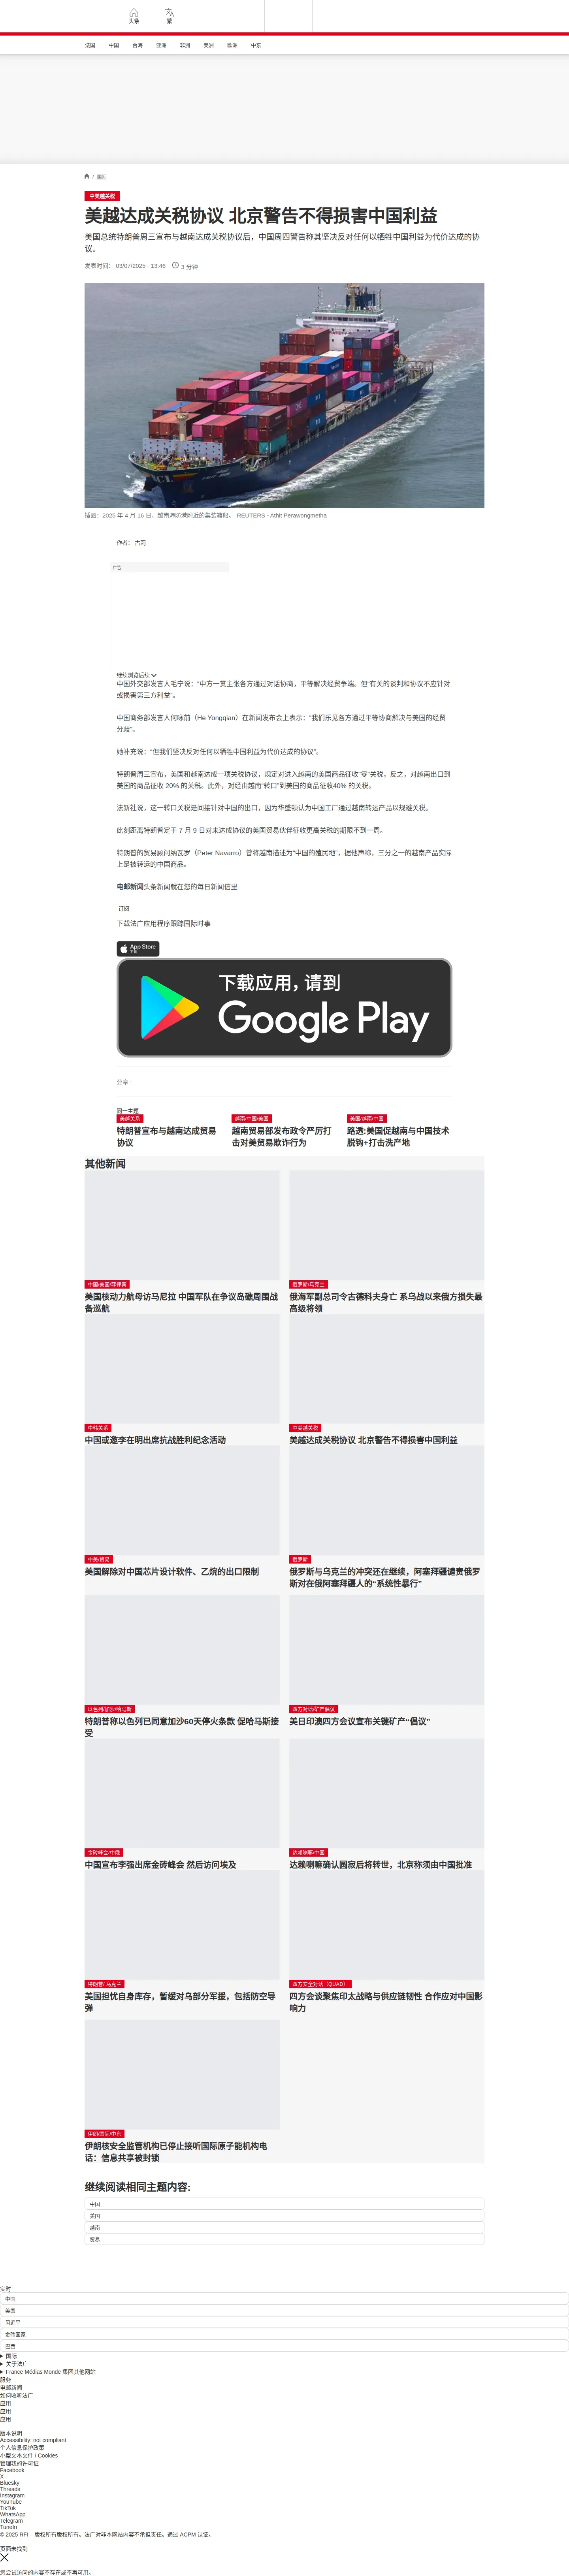 头条
繁
法国
中国
台海
亚洲
非洲
美洲
欧洲
中东
/ 国际
中美越关税
美越达成关税协议 北京警告不得损害中国利益
美国总统特朗普周三宣布与越南达成关税协议后，中国周四警告称其坚决反对任何以牺牲中国利益为代价达成的协
议。
发表时间： 03/07/2025 - 13:46
3 分钟
插图：2025 年 4 月 16 日，越南海防港附近的集装箱船。 REUTERS - Athit Perawongmetha
作者： 古莉
广告
继续浏览后续
中国外交部发言人毛宁说：“中方一贯主张各方通过对话协商，平等解决经贸争端。但“有关的谈判和协议不应针对
或损害第三方利益”。
中国商务部发言人何咏前（He Yongqian）在新闻发布会上表示：“我们乐见各方通过平等协商解决与美国的经贸
分歧”。
她补充说：“但我们坚决反对任何以牺牲中国利益为代价达成的协议”。
特朗普周三宣布，美国和越南达成一项关税协议，规定对进入越南的美国商品征收“零”关税，反之，对越南出口到
美国的商品征收 20% 的关税。此外，对经由越南“转口”到美国的商品征收40% 的关税。
法新社说，这一转口关税是间接针对中国的出口，因为华盛顿认为中国工厂通过越南转运产品以规避关税。
此刻距离特朗普定于 7 月 9 日对未达成协议的美国贸易伙伴征收更高关税的期限不到一周。
特朗普的贸易顾问纳瓦罗（Peter Navarro）曾将越南描述为“中国的殖民地”，据他声称，三分之一的越南产品实际
上是被转运的中国商品。
电邮新闻头条新闻就在您的每日新闻信里
订阅
下载法广应用程序跟踪国际时事
App Store
下载
下载应用，请到
Google Play
分享 :
同一主题
美越关系
特朗普宣布与越南达成贸易
协议
越南/中国/美国
越南贸易部发布政令严厉打
击对美贸易欺诈行为
美国/越南/中国
路透:美国促越南与中国技术
脱钩+打击洗产地
其他新闻
中国/美国/菲律宾
美国核动力航母访马尼拉 中国军队在争议岛礁周围战
备巡航
俄罗斯/乌克兰
俄海军副总司令古德科夫身亡 系乌战以来俄方损失最
高级将领
中韩关系
中国或邀李在明出席抗战胜利纪念活动
中美越关税
美越达成关税协议 北京警告不得损害中国利益
中美/贸易
美国解除对中国芯片设计软件、乙烷的出口限制
俄罗斯
俄罗斯与乌克兰的冲突还在继续，阿塞拜疆谴责俄罗
斯对在俄阿塞拜疆人的“系统性暴行”
以色列/加沙/哈马斯
特朗普称以色列已同意加沙60天停火条款 促哈马斯接
受
四方对话/矿产倡议
美日印澳四方会议宣布关键矿产“倡议”
金砖峰会/中俄
中国宣布李强出席金砖峰会 然后访问埃及
达赖喇嘛/中国
达赖喇嘛确认圆寂后将转世，北京称须由中国批准
特朗普/ 乌克兰
美国担忧自身库存，暂缓对乌部分军援，包括防空导
弹
四方安全对话（QUAD）
四方会谈聚焦印太战略与供应链韧性 合作应对中国影
响力
伊朗/国际/中东
伊朗核安全监管机构已停止接听国际原子能机构电
话：信息共享被封锁
继续阅读相同主题内容:
中国
美国
越南
贸易
实时
中国
美国
习近平
金砖国家
巴西
国际
关于法广
France Médias Monde 集团其他网站
服务
电邮新闻
如何收听法广
应用
应用
应用
版本说明
Accessibility: not compliant
个人信息保护政策
小型文本文件 / Cookies
管理我的许可证
Facebook
X
Bluesky
Threads
Instagram
YouTube
TikTok
WhatsApp
Telegram
TuneIn
© 2025 RFI – 版权所有版权所有。法广对非本网站内容不承担责任。通过 ACPM 认证。
页面未找到
您尝试访问的内容不存在或不再可用。